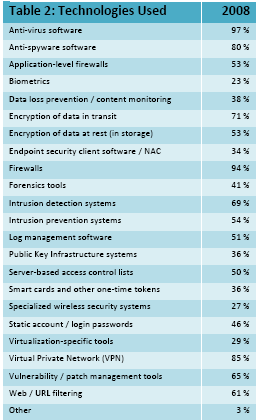 Table 2: Technologies Used 2008
Anti-virus software 97 %
Anti-spyware software 80 %
Application-level firewalls 53 %
Biometrics 23 %
Data loss prevention / content monitoring 38 %
Encryption of data in transit 71 %
Encryption of data at rest (in storage) 53 %
Endpoint security client software / NAC 34 %
Firewalls 94 %
Forensics tools 41 %
Intrusion detection systems 69 %
Intrusion prevention systems 54 %
Log management software 51 %
Public Key Infrastructure systems 36 %
Server-based access control lists 50 %
Smart cards and other one-time tokens 36 %
Specialized wireless security systems 27 %
Static account / login passwords 46 %
Virtualization-specific tools 29 %
Virtual Private Network (VPN) 85 %
Vulnerability / patch management tools 65 %
Web / URL filtering 61 %
Other 3 %